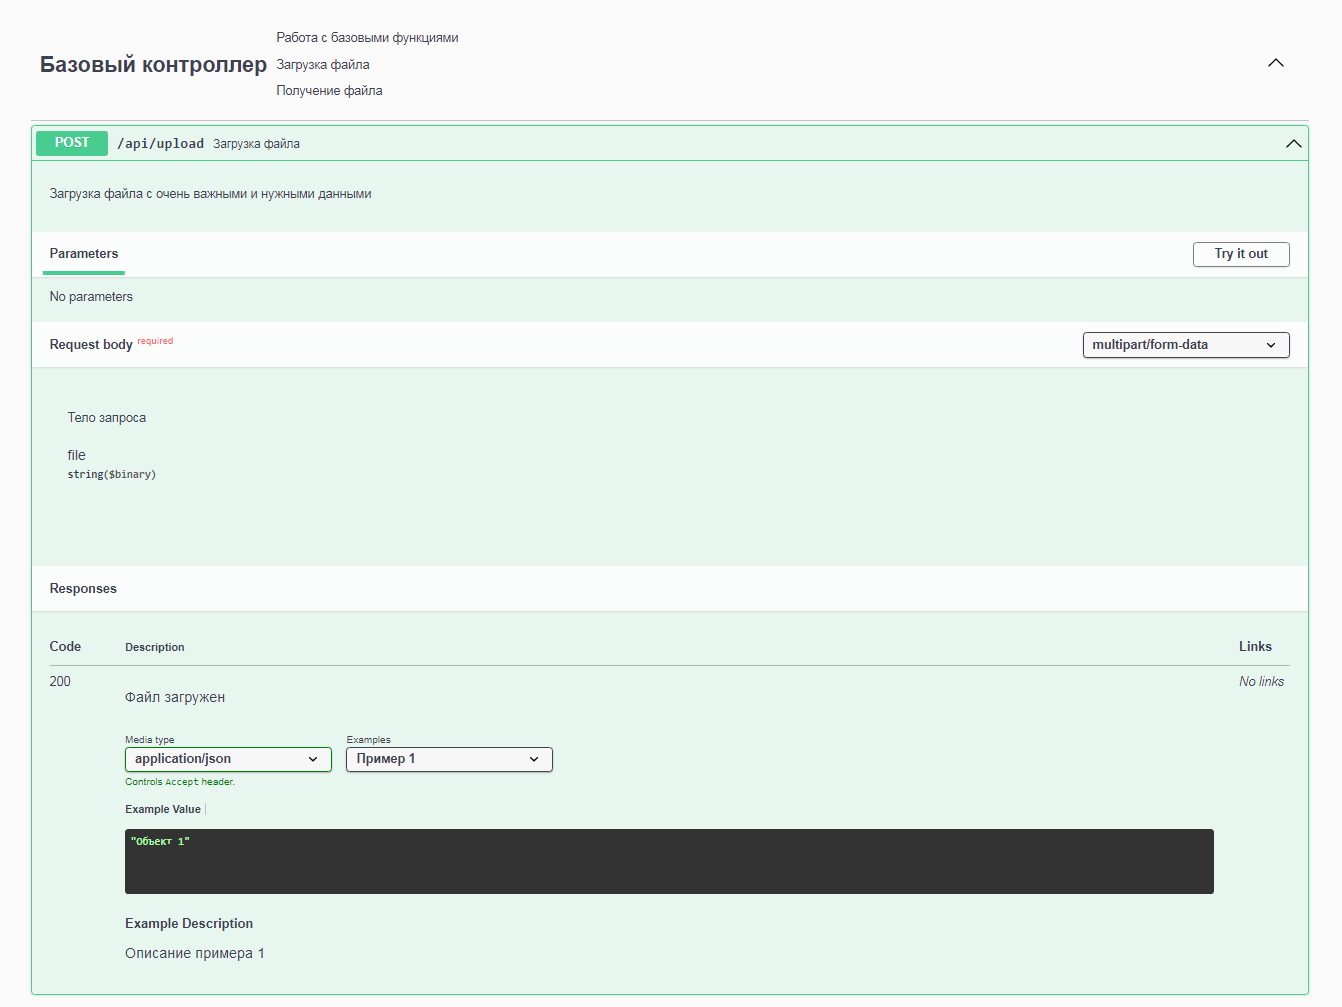 Базовый контроллер
Работа с базовыми функциями
Загрузка файла
Получение файла
POST /api/upload Загрузка файла
Загрузка файла с очень важными и нужными данными
Parameters
Try it out
No parameters
Request body required
multipart/form-data
Тело запроса
file
string($binary)
Responses
Code Description Links
200 Файл загружен No links
Media type Examples
application/json Пример 1
Controls Accept header.
Example Value
"Объект 1"
Example Description
Описание примера 1